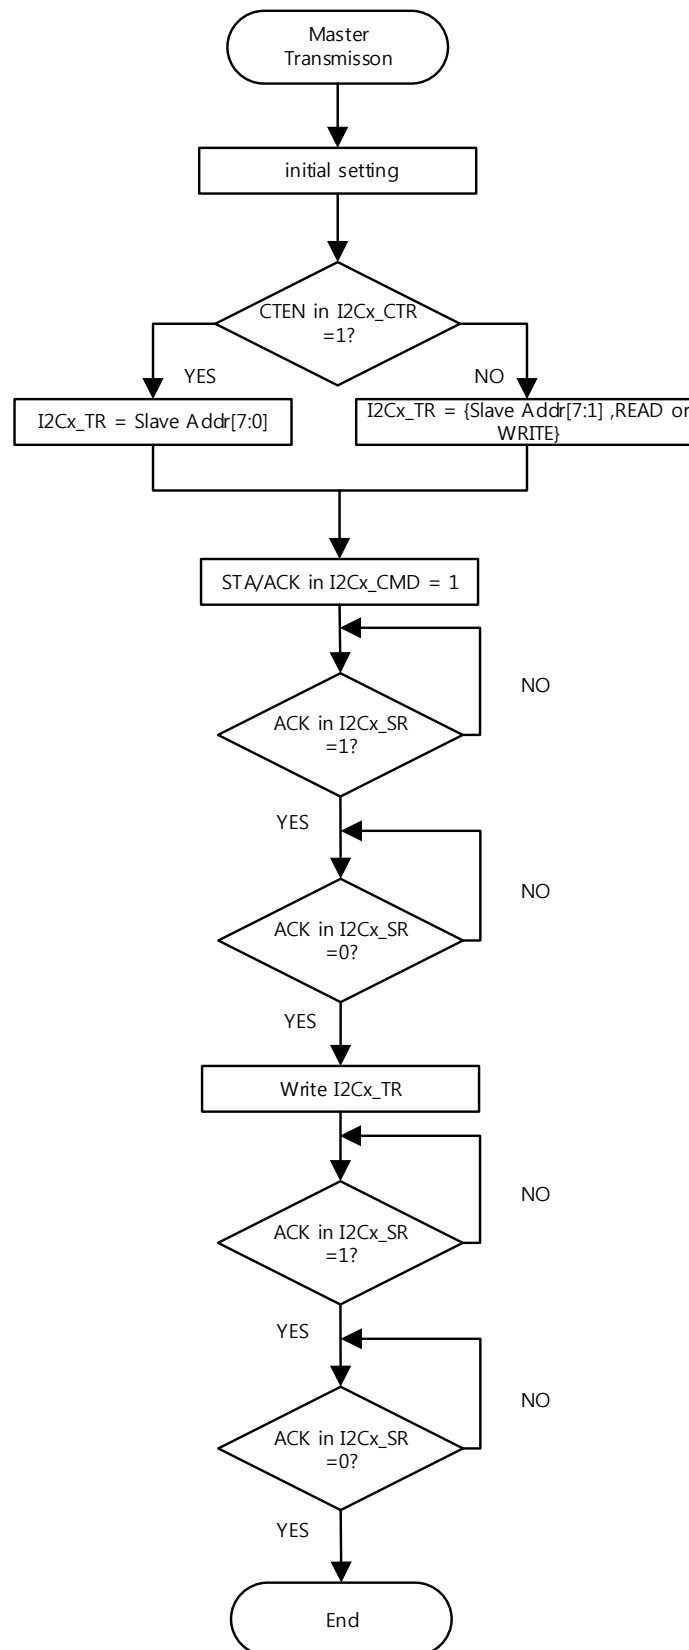 Master
Transmisson
initial setting
CTEN in I2Cx_CTR
=1?
YES
NO
I2Cx_TR = Slave Addr[7:0]
I2Cx_TR = {Slave Addr[7:1] ,READ or
WRITE}
STA/ACK in I2Cx_CMD = 1
NO
ACK in I2Cx_SR
=1?
YES
NO
ACK in I2Cx_SR
=0?
YES
Write I2Cx_TR
NO
ACK in I2Cx_SR
=1?
YES
NO
ACK in I2Cx_SR
=0?
YES
End